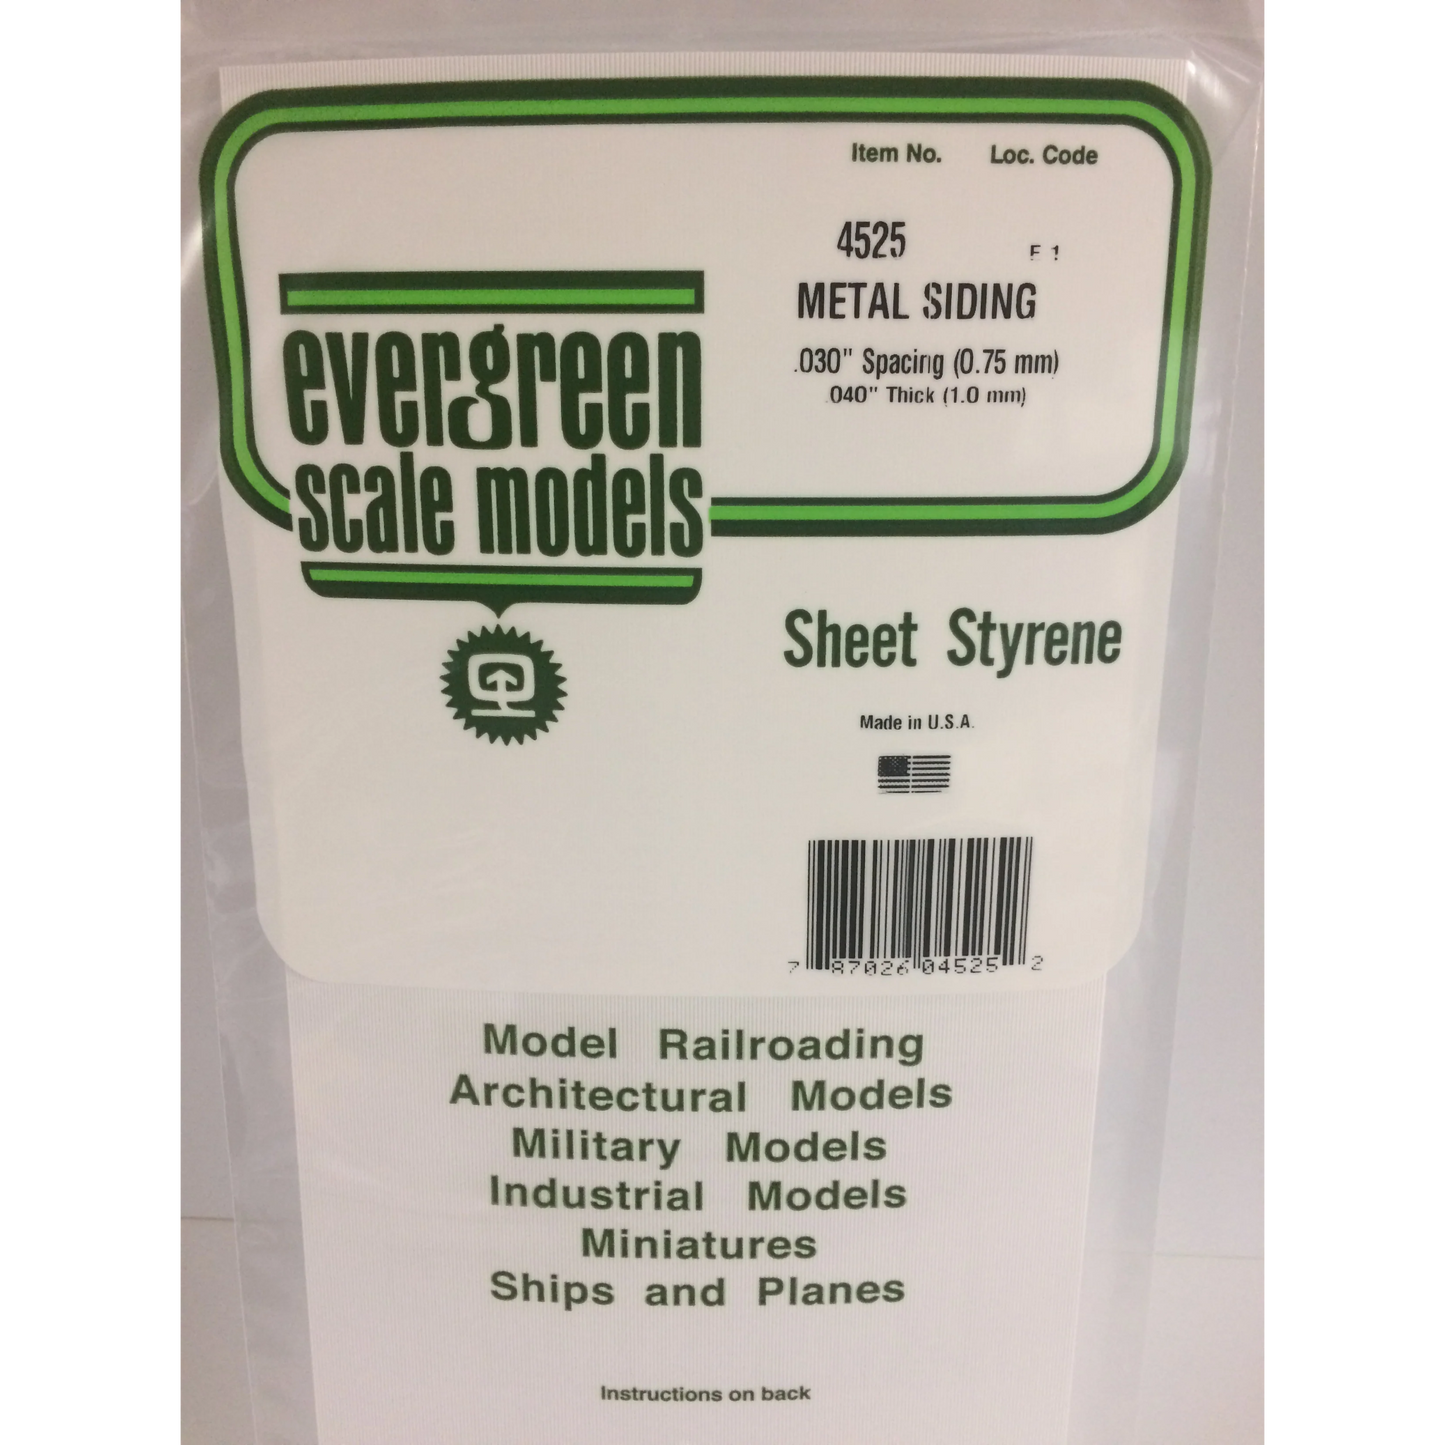 Item No. Loc. Code
4525 F 1
METAL SIDING
.030" Spacing (0.75 mm)
.040" Thick (1.0 mm)
evergreen
scale models
Sheet Styrene
Made in U.S.A.
7 87026 04525 2
Model Railroading
Architectural Models
Military Models
Industrial Models
Miniatures
Ships and Planes
Instructions on back